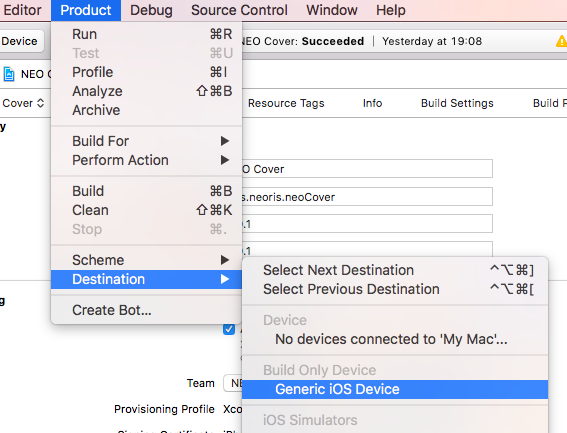 Editor Product Debug Source Control Window Help
Device
NEO Cover: Succeeded | Yesterday at 19:08
Run ⌘R
Test ⌘U
NEO
Profile ⌘I
Analyze ⇧⌘B
Archive
Cover
Resource Tags Info Build Settings Build
Build For
Perform Action
O Cover
Build ⌘B
s.neoris.neoCover
Clean ⇧⌘K
.1
Stop ⌘.
.1
Scheme
Destination
Create Bot...
Select Next Destination ^⌥⌘]
Select Previous Destination ^⌥⌘[
Device
No devices connected to 'My Mac'...
Build Only Device
Generic iOS Device
iOS Simulators
Team
Provisioning Profile Xco